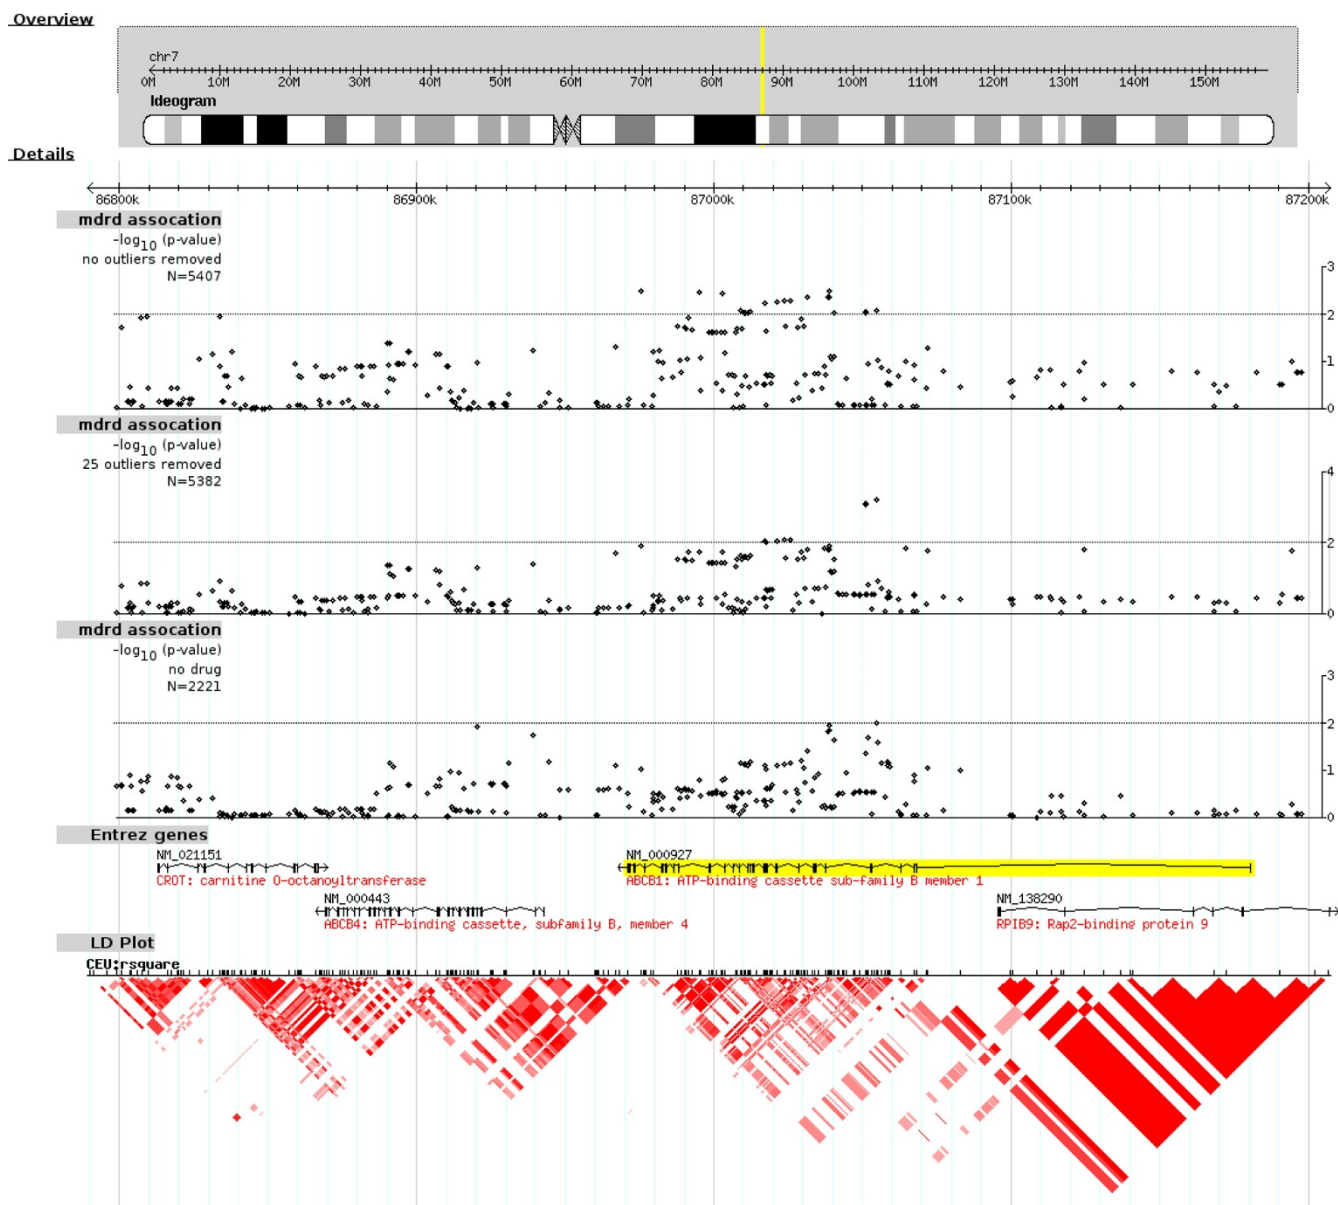 Overview
chr7
0M 10M 20M 30M 40M 50M 60M 70M 80M 90M 100M 110M 120M 130M 140M 150M
Ideogram
Details
86800k 86900k 87000k 87100k 87200k
mdrd assocation
-log10 (p-value)
no outliers removed
N=5407
3
2
1
0
mdrd assocation
-log10 (p-value)
25 outliers removed
N=5382
4
2
0
mdrd assocation
-log10 (p-value)
no drug
N=2221
3
2
1
0
Entrez genes
NM_021151
CROT: carnitine O-octanoyltransferase
NM_000927
ABCB1: ATP-binding cassette sub-family B member 1
NM_000443
ABCB4: ATP-binding cassette, subfamily B, member 4
NM_138290
RPIB9: Rap2-binding protein 9
LD Plot
CEU:rsquare